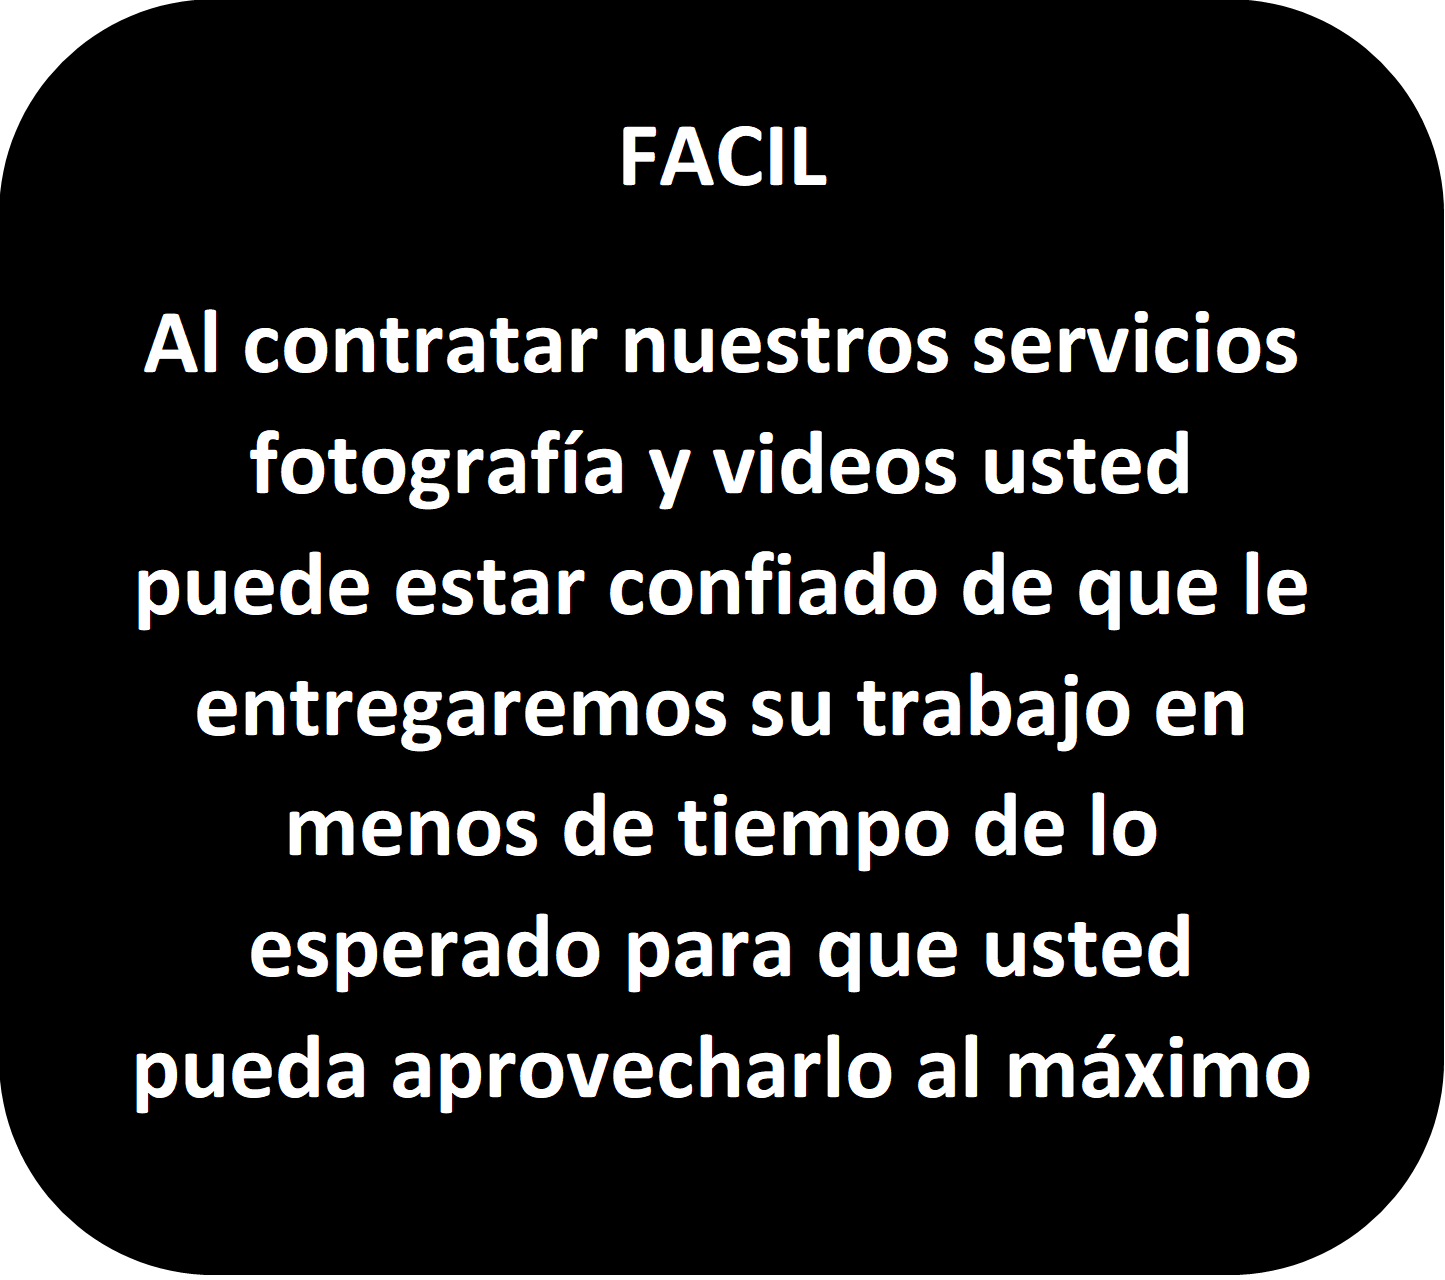 FACIL
Al contratar nuestros servicios
fotografía y videos usted
puede estar confiado de que le
entregaremos su trabajo en
menos de tiempo de lo
esperado para que usted
pueda aprovecharlo al máximo